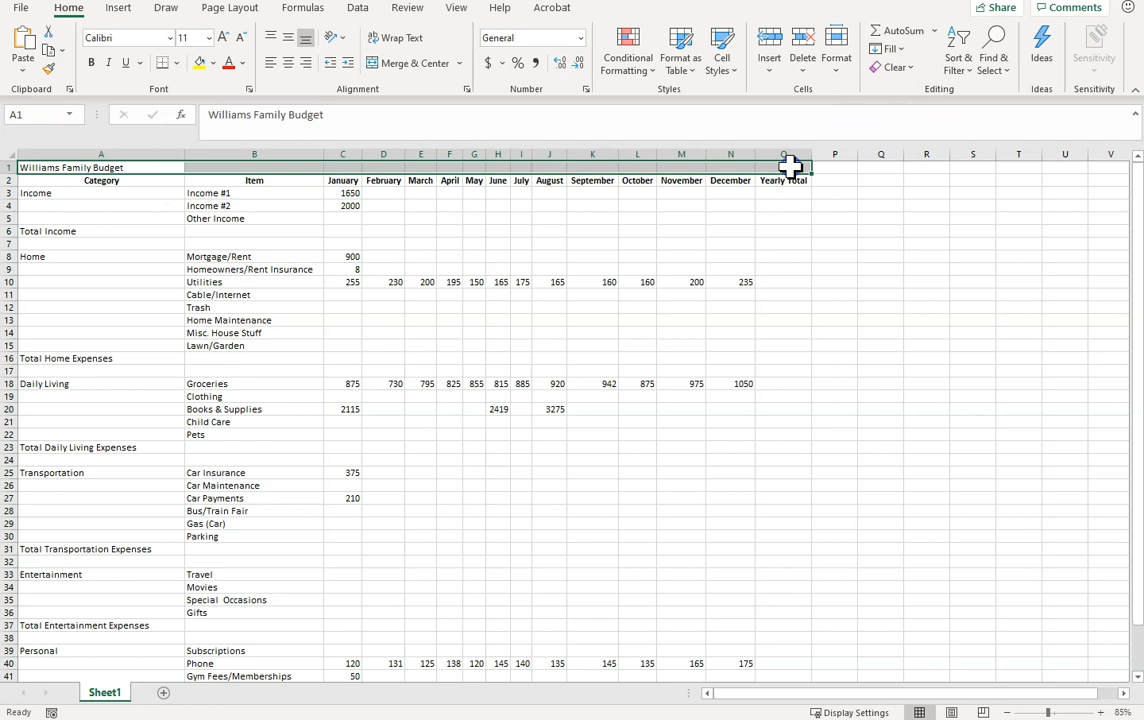 File Home Insert Draw Page Layout Formulas Data Review View Help Acrobat Share Comments
Paste Calibri 11 Wrap Text General Conditional Formatting Format as Table Cell Styles Insert Delete Format AutoSum Fill Clear Sort & Filter Find & Select Ideas Sensitivity
B I U A Merge & Center $ % ,
Clipboard Font Alignment Number Styles Cells Editing Ideas Sensitivity
A1 fx Williams Family Budget
A B C D E F G H I J K L M N O P Q R S T U V
1 Williams Family Budget
2 Category Item January February March April May June July August September October November December Yearly Total
3 Income Income #1 1650
4 Income #2 2000
5 Other Income
6 Total Income
7
8 Home Mortgage/Rent 900
9 Homeowners/Rent Insurance 8
10 Utilities 255 230 200 195 150 165 175 165 160 160 200 235
11 Cable/Internet
12 Trash
13 Home Maintenance
14 Misc. House Stuff
15 Lawn/Garden
16 Total Home Expenses
17
18 Daily Living Groceries 875 730 795 825 855 815 885 920 942 875 975 1050
19 Clothing
20 Books & Supplies 2115 2419 3275
21 Child Care
22 Pets
23 Total Daily Living Expenses
24
25 Transportation Car Insurance 375
26 Car Maintenance
27 Car Payments 210
28 Bus/Train Fair
29 Gas (Car)
30 Parking
31 Total Transportation Expenses
32
33 Entertainment Travel
34 Movies
35 Special Occasions
36 Gifts
37 Total Entertainment Expenses
38
39 Personal Subscriptions
40 Phone 120 131 125 138 120 145 140 135 145 135 165 175
41 Gym Fees/Memberships 50
Sheet1
Ready Display Settings 85%